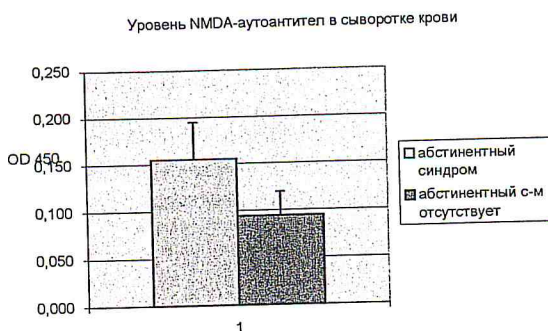 Уровень NMDA-аутоантител в сыворотке крови
0,250
0,200
OD 450
0,150
0,100
0,050
0,000
1
абстинентный
синдром
абстинентный с-м
отсутствует